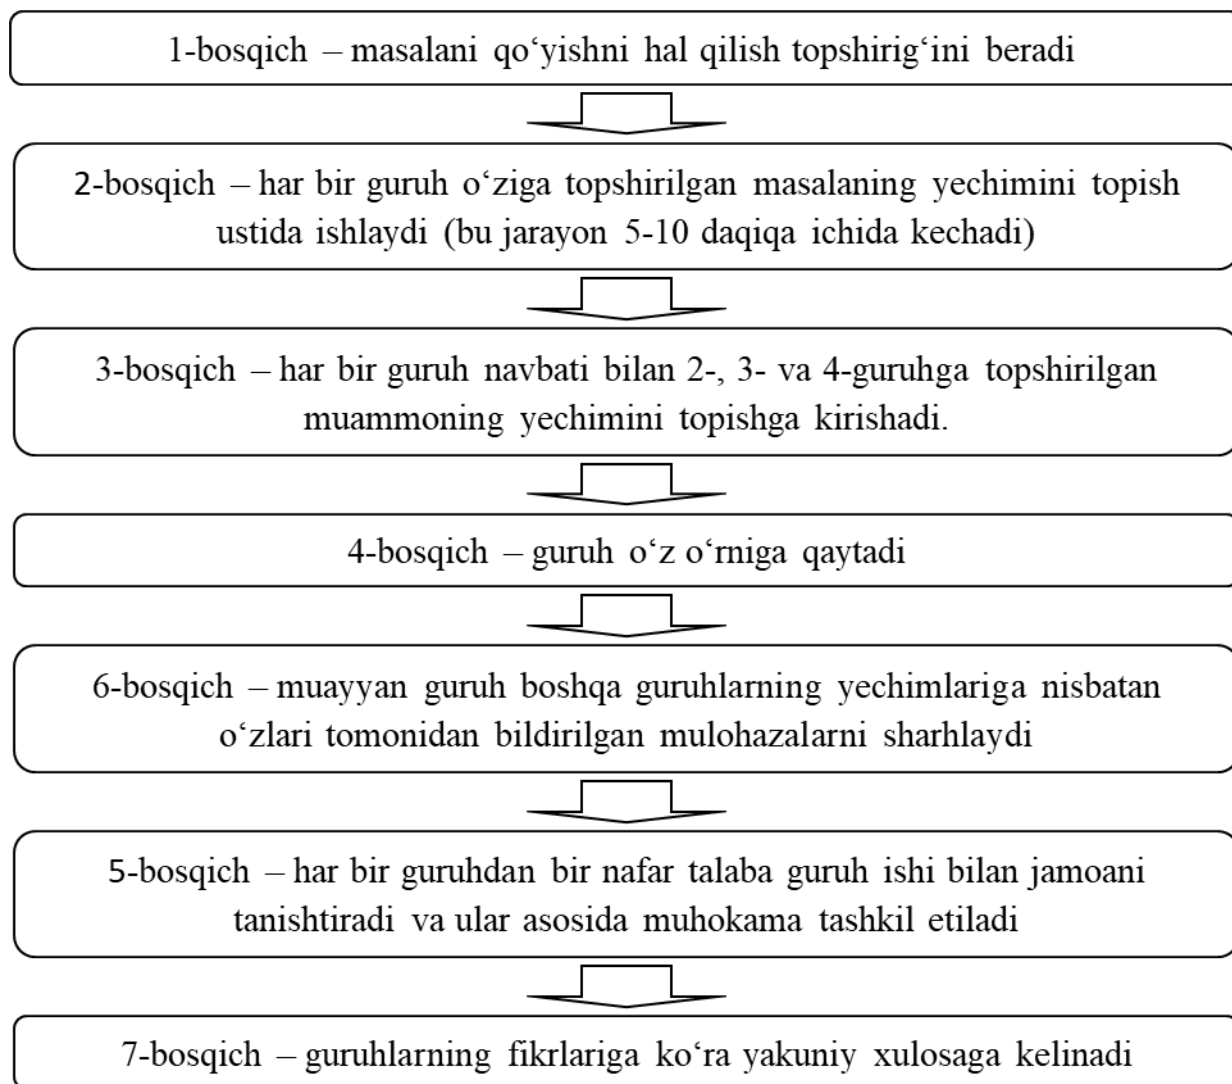 1-bosqich – masalani qo‘yishni hal qilish topshirig‘ini beradi
2-bosqich – har bir guruh o‘ziga topshirilgan masalaning yechimini topish
ustida ishlaydi (bu jarayon 5-10 daqiqa ichida kechadi)
3-bosqich – har bir guruh navbati bilan 2-, 3- va 4-guruhga topshirilgan
muammoning yechimini topishga kirishadi.
4-bosqich – guruh o‘z o‘rniga qaytadi
6-bosqich – muayyan guruh boshqa guruhlarning yechimlariga nisbatan
o‘zlari tomonidan bildirilgan mulohazalarni sharhlaydi
5-bosqich – har bir guruhdan bir nafar talaba guruh ishi bilan jamoani
tanishtiradi va ular asosida muhokama tashkil etiladi
7-bosqich – guruhlarning fikrlariga ko‘ra yakuniy xulosaga kelinadi